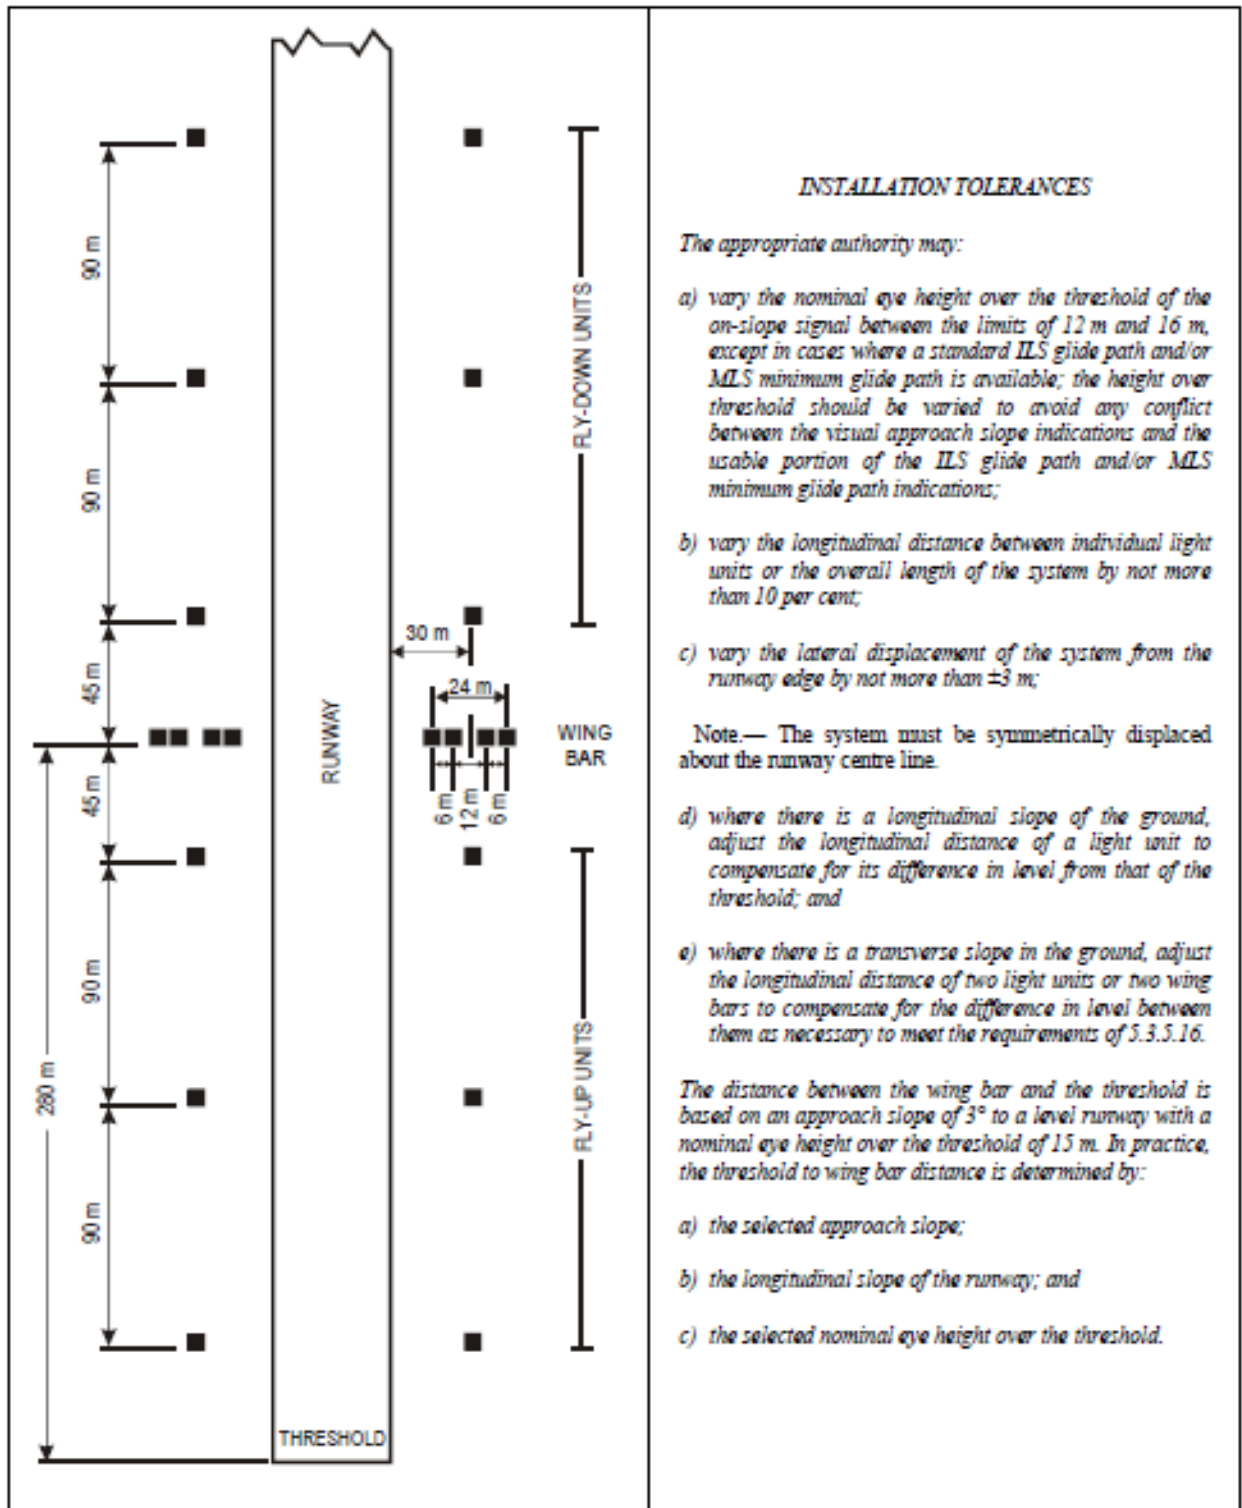 90 m
90 m
45 m
45 m
90 m
90 m
280 m
RUNWAY
THRESHOLD
30 m
24 m
6 m
12 m
6 m
WING
BAR
FLY-DOWN UNITS
FLY-UP UNITS
INSTALLATION TOLERANCES
The appropriate authority may:
a) vary the nominal eye height over the threshold of the
on-slope signal between the limits of 12 m and 16 m,
except in cases where a standard ILS glide path and/or
MLS minimum glide path is available; the height over
threshold should be varied to avoid any conflict
between the visual approach slope indications and the
usable portion of the ILS glide path and/or MLS
minimum glide path indications;
b) vary the longitudinal distance between individual light
units or the overall length of the system by not more
than 10 per cent;
c) vary the lateral displacement of the system from the
runway edge by not more than ±3 m;
Note.— The system must be symmetrically displaced
about the runway centre line.
d) where there is a longitudinal slope of the ground,
adjust the longitudinal distance of a light unit to
compensate for its difference in level from that of the
threshold; and
e) where there is a transverse slope in the ground, adjust
the longitudinal distance of two light units or two wing
bars to compensate for the difference in level between
them as necessary to meet the requirements of 5.3.5.16.
The distance between the wing bar and the threshold is
based on an approach slope of 3° to a level runway with a
nominal eye height over the threshold of 15 m. In practice,
the threshold to wing bar distance is determined by:
a) the selected approach slope;
b) the longitudinal slope of the runway; and
c) the selected nominal eye height over the threshold.